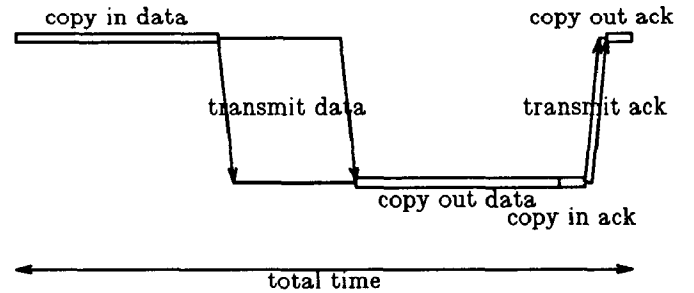 copy in data
copy out ack
transmit data
transmit ack
copy out data
copy in ack
total time